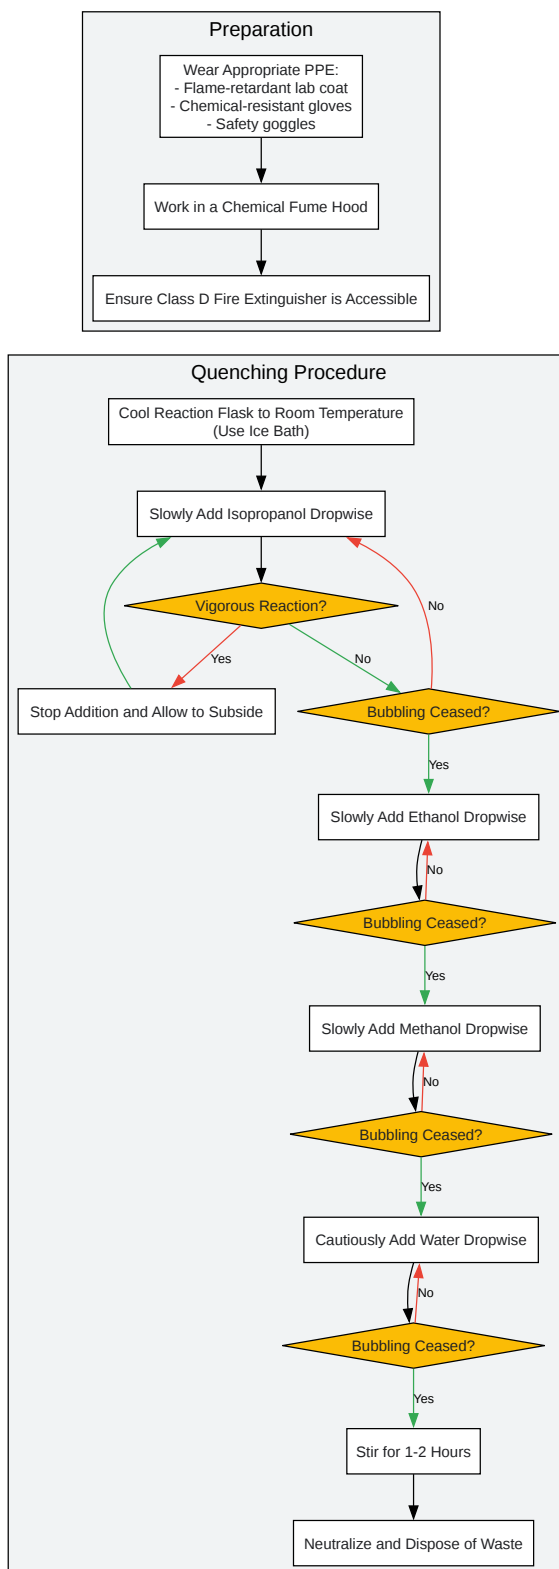 Preparation
Wear Appropriate PPE:
- Flame-retardant lab coat
- Chemical-resistant gloves
- Safety goggles
Work in a Chemical Fume Hood
Ensure Class D Fire Extinguisher is Accessible
Quenching Procedure
Cool Reaction Flask to Room Temperature
(Use Ice Bath)
Slowly Add Isopropanol Dropwise
Vigorous Reaction?
No
Yes
No
Stop Addition and Allow to Subside
Bubbling Ceased?
Yes
Slowly Add Ethanol Dropwise
No
Bubbling Ceased?
Yes
Slowly Add Methanol Dropwise
No
Bubbling Ceased?
Yes
Cautiously Add Water Dropwise
No
Bubbling Ceased?
Yes
Stir for 1-2 Hours
Neutralize and Dispose of Waste